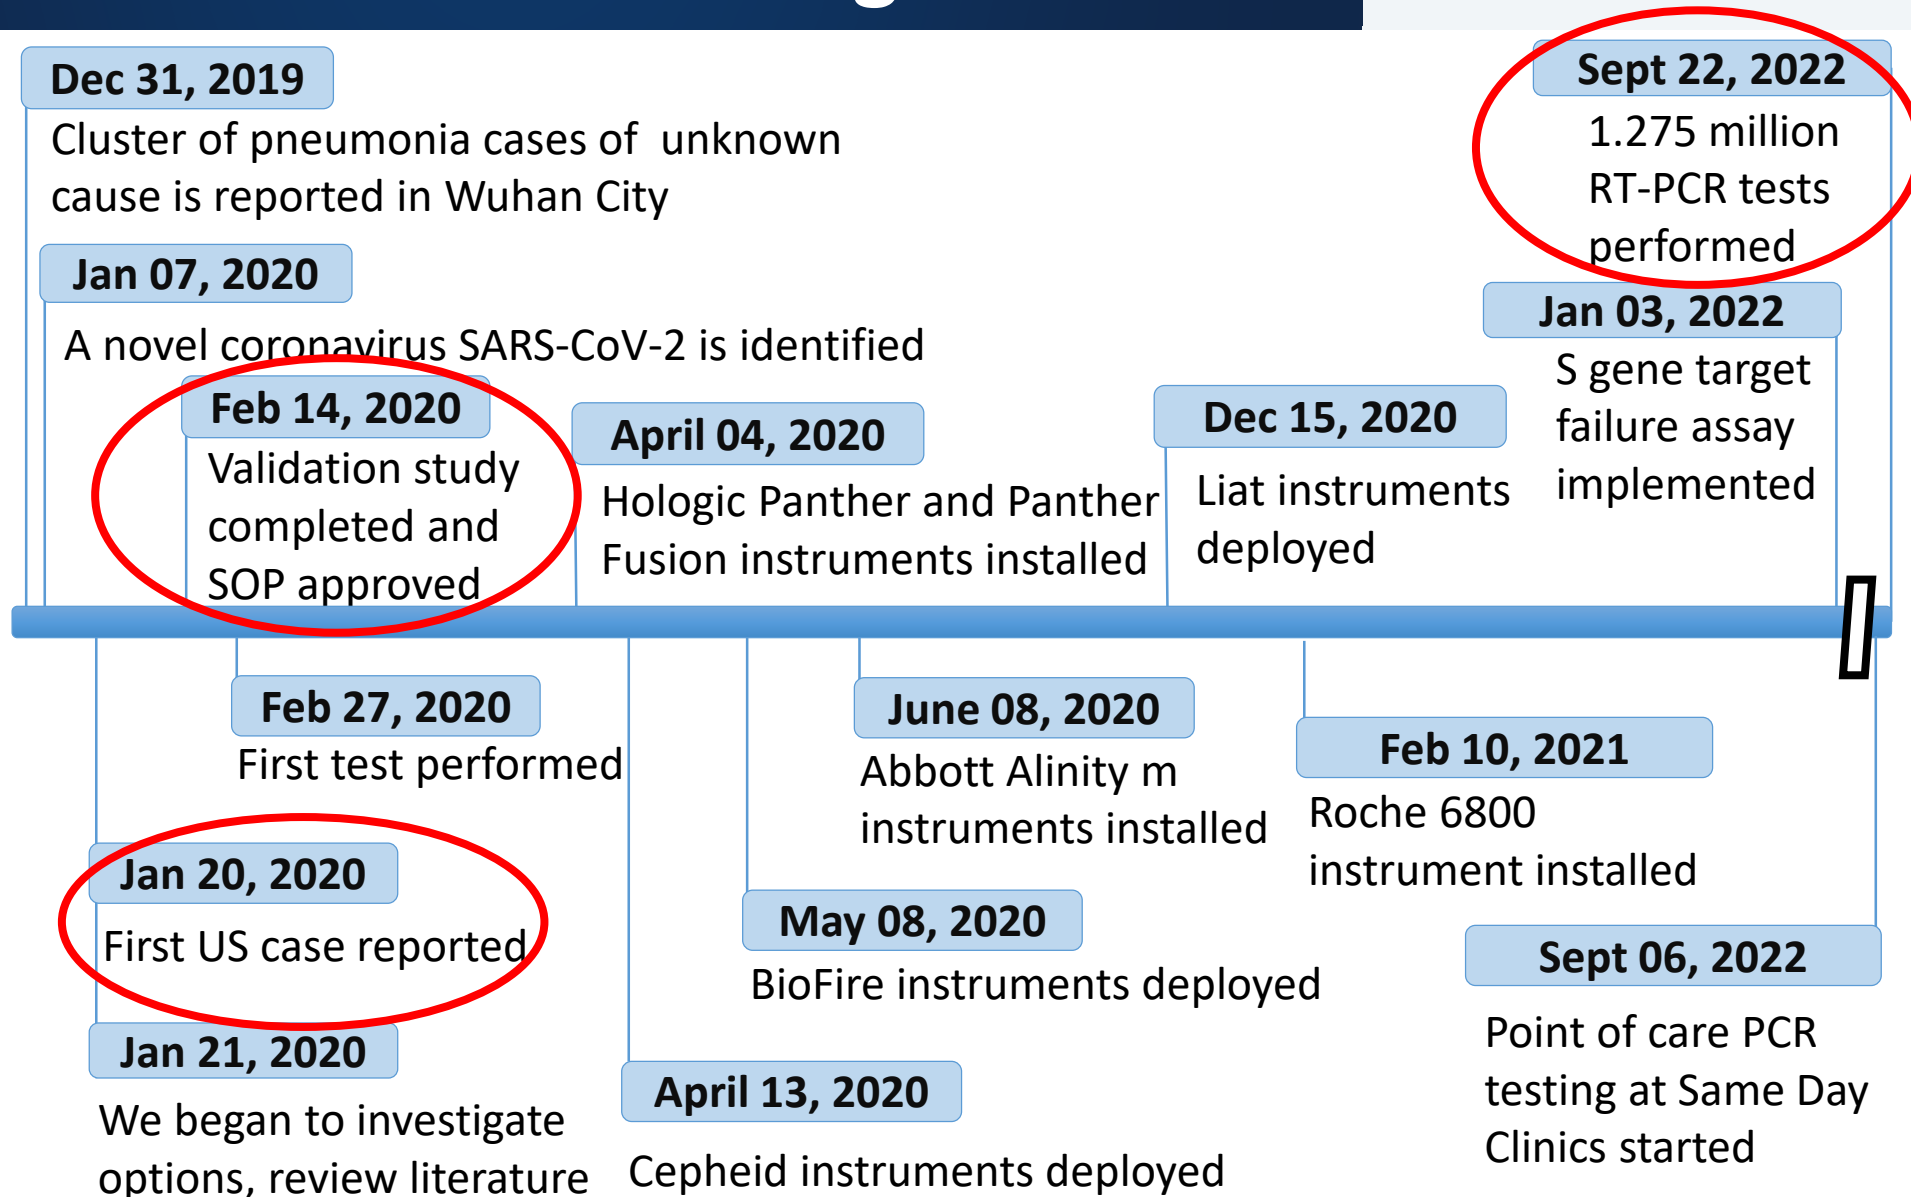 Dec 31, 2019
Cluster of pneumonia cases of unknown
cause is reported in Wuhan City
Jan 07, 2020
A novel coronavirus SARS-CoV-2 is identified
Feb 14, 2020
Validation study
completed and
SOP approved
April 04, 2020
Hologic Panther and Panther
Fusion instruments installed
Dec 15, 2020
Liat instruments
deployed
Sept 22, 2022
1.275 million
RT-PCR tests
performed
Jan 03, 2022
S gene target
failure assay
implemented
Feb 27, 2020
First test performed
Jan 20, 2020
First US case reported
Jan 21, 2020
We began to investigate
options, review literature
June 08, 2020
Abbott Alinity m
instruments installed
May 08, 2020
BioFire instruments deployed
April 13, 2020
Cepheid instruments deployed
Feb 10, 2021
Roche 6800
instrument installed
Sept 06, 2022
Point of care PCR
testing at Same Day
Clinics started